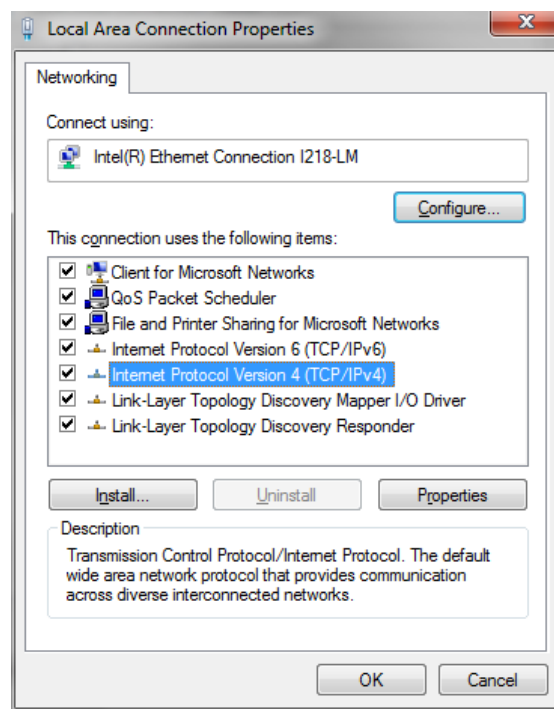 Local Area Connection Properties
Networking
Connect using:
Intel(R) Ethernet Connection I218-LM
Configure...
This connection uses the following items:
Client for Microsoft Networks
QoS Packet Scheduler
File and Printer Sharing for Microsoft Networks
Internet Protocol Version 6 (TCP/IPv6)
Internet Protocol Version 4 (TCP/IPv4)
Link-Layer Topology Discovery Mapper I/O Driver
Link-Layer Topology Discovery Responder
Install... Uninstall Properties
Description
Transmission Control Protocol/Internet Protocol. The default
wide area network protocol that provides communication
across diverse interconnected networks.
OK Cancel